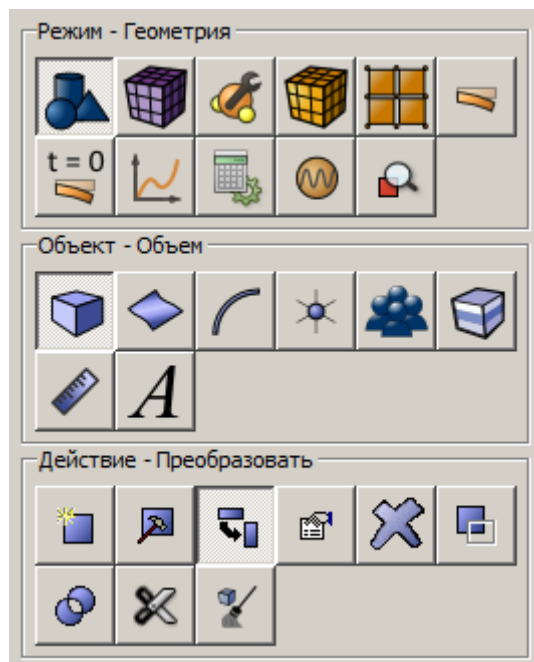 Режим - Геометрия
t = 0
Объект - Объем
A
Действие - Преобразовать